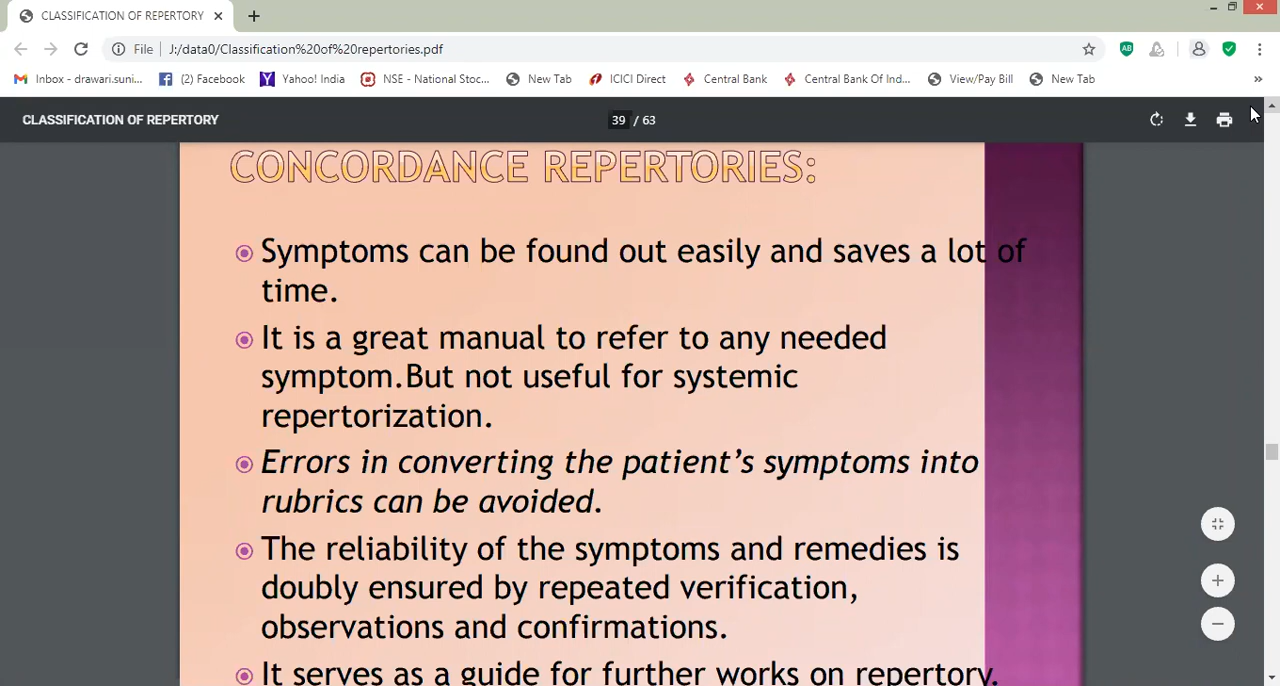 CLASSIFICATION OF REPERTORY
File J:/data0/Classification%20of%20repertories.pdf
AB
Inbox - drawari.suni... (2) Facebook Yahoo! India NSE - National Stoc... New Tab ICICI Direct Central Bank Central Bank Of Ind... View/Pay Bill New Tab »
CLASSIFICATION OF REPERTORY 39 / 63
CONCORDANCE REPERTORIES:
Symptoms can be found out easily and saves a lot of
time.
It is a great manual to refer to any needed
symptom.But not useful for systemic
repertorization.
Errors in converting the patient’s symptoms into
rubrics can be avoided.
The reliability of the symptoms and remedies is
doubly ensured by repeated verification,
observations and confirmations.
It serves as a guide for further works on repertory.